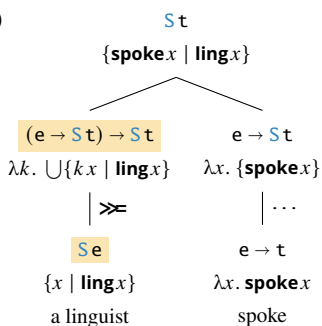 )
S t
{spoke x | ling x}
(e → S t) → S t e → S t
λk. ⋃{k x | ling x} λx. {spoke x}
≫= ···
S e e → t
{x | ling x} λx. spoke x
a linguist spoke